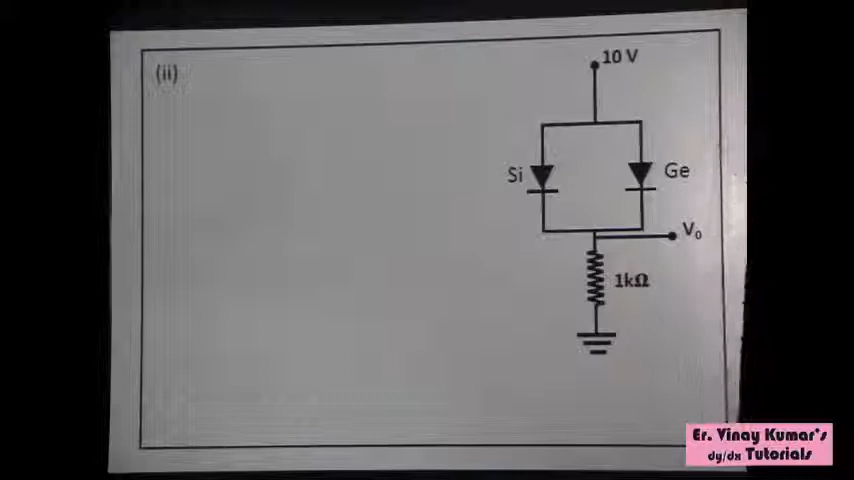 (ii)
10 V
Si
Ge
V₀
1kΩ
Er. Vinay Kumar's
dy/dx Tutorials